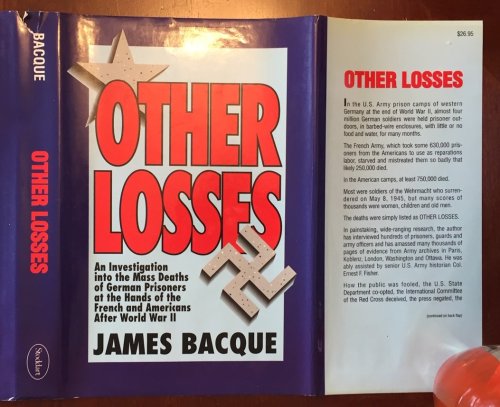 BACQUE
OTHER LOSSES
Stoddart
OTHER
LOSSES
An Investigation
into the Mass Deaths
of German Prisoners
at the Hands of the
French and Americans
After World War II
JAMES BACQUE
$26.95
OTHER LOSSES
In the U.S. Army prison camps of western
Germany at the end of World War II, almost four
million German soldiers were held prisoner out-
doors, in barbed-wire enclosures, with little or no
food and water, for many months.
The French Army, which took some 630,000 pris-
oners from the Americans to use as reparations
labor, starved and mistreated them so badly that
likely 250,000 died.
In the American camps, at least 750,000 died.
Most were soldiers of the Wehrmacht who surren-
dered on May 8, 1945, but many scores of
thousands were women, children and old men.
The deaths were simply listed as OTHER LOSSES.
In painstaking, wide-ranging research, the author
has interviewed hundreds of prisoners, guards and
army officers and has amassed many thousands of
pages of evidence from Army archives in Paris,
Koblenz, London, Washington and Ottawa. He was
ably assisted by senior U.S. Army historian Col.
Ernest F. Fisher.
How the public was fooled, the U.S. State
Department co-opted, the International Committee
of the Red Cross deceived, the press negated, the
(continued on back flap)